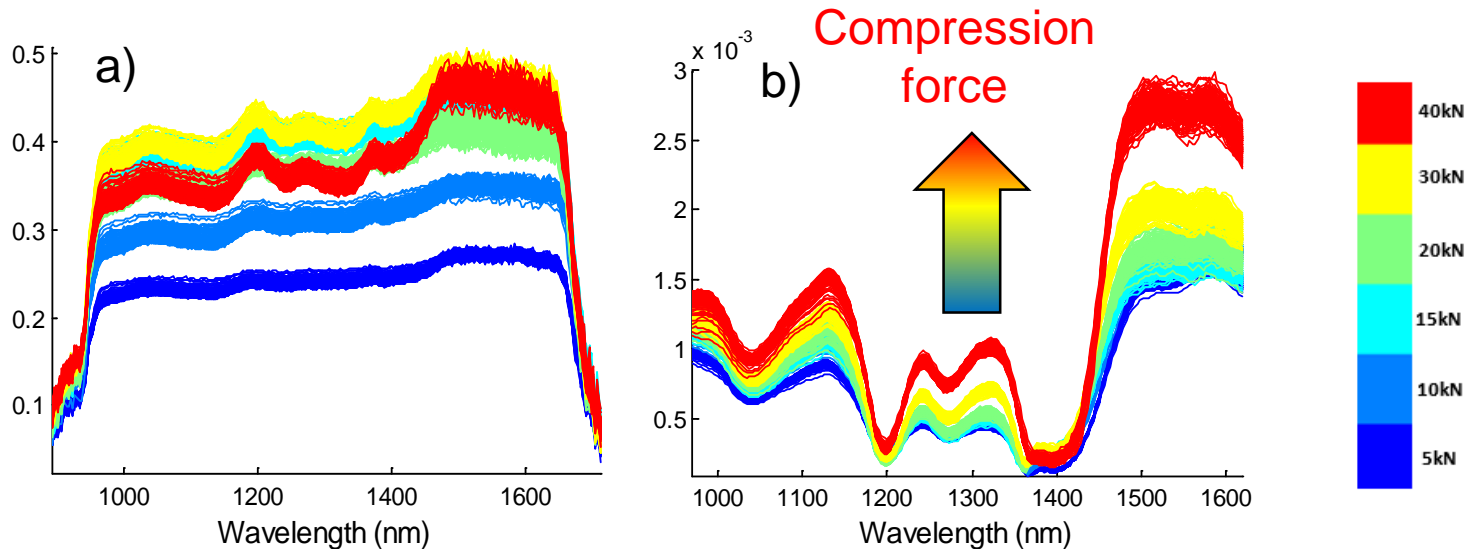 a)
0.5
0.4
0.3
0.2
0.1
1000 1200 1400 1600
Wavelength (nm)
Compression
force
x 10-3
b)
3
2.5
2
1.5
1
0.5
1000 1100 1200 1300 1400 1500 1600
Wavelength (nm)
40kN
30kN
20kN
15kN
10kN
5kN